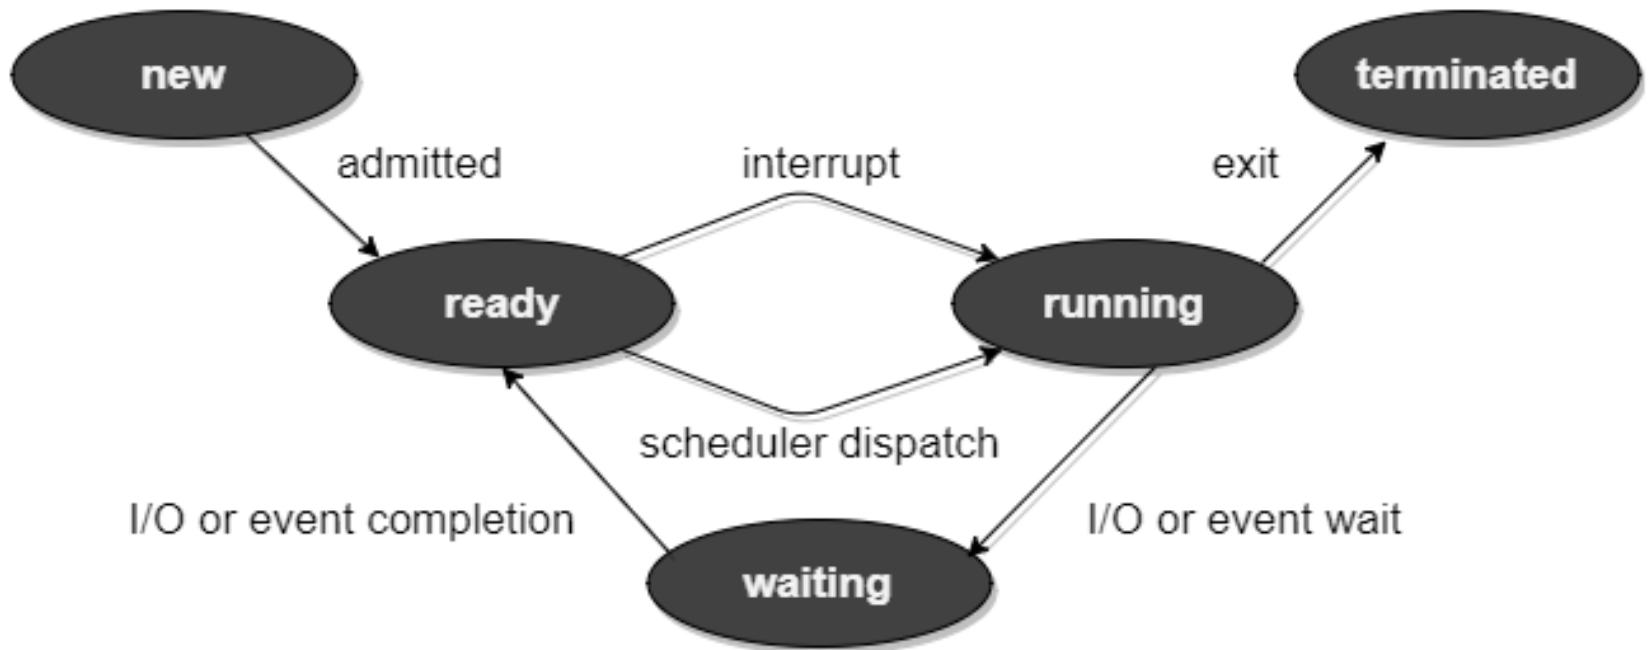 new
terminated
admitted
interrupt
exit
ready
running
scheduler dispatch
I/O or event completion
I/O or event wait
waiting